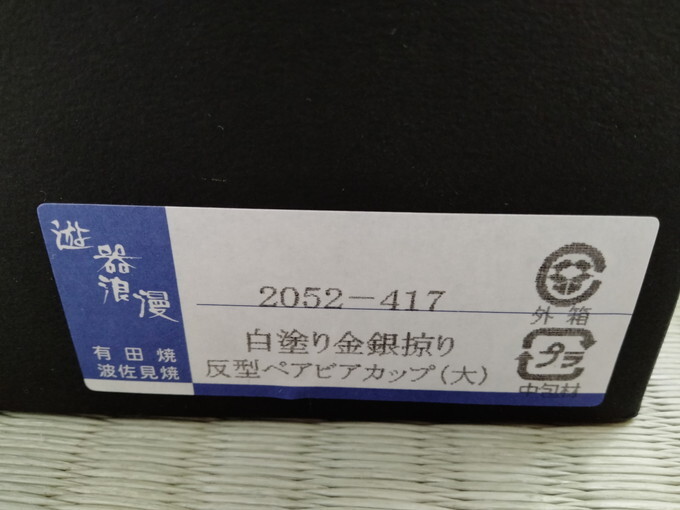 遊
器
浪漫
有田焼
波佐見焼
2052-417
白塗り金銀掠り
反型ペアビアカップ(大)
外箱
プラ
中包材